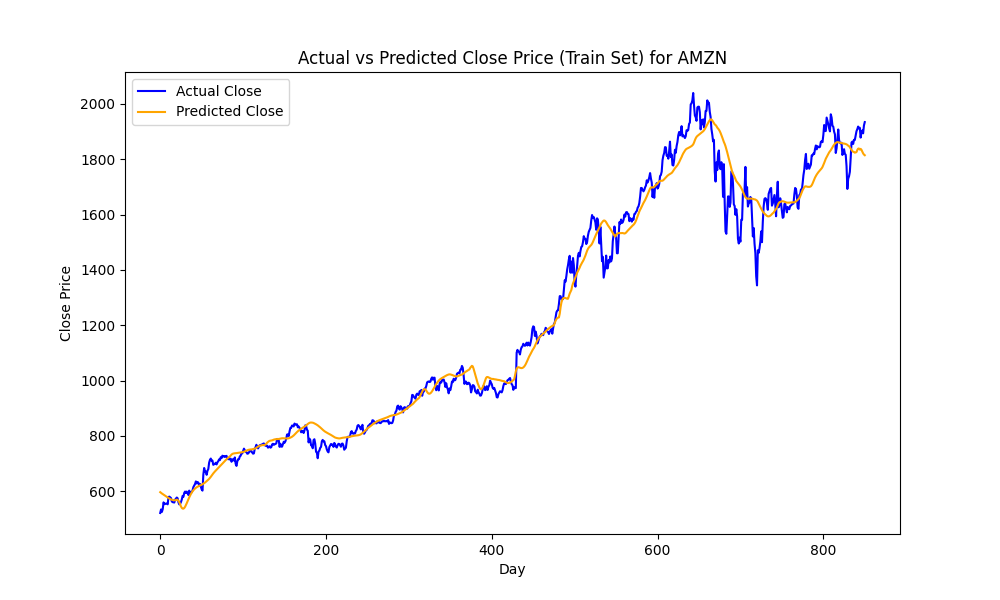 Actual vs Predicted Close Price (Train Set) for AMZN
Actual Close
Predicted Close
2000
1800
1600
1400
1200
1000
800
600
Close Price
0 200 400 600 800
Day